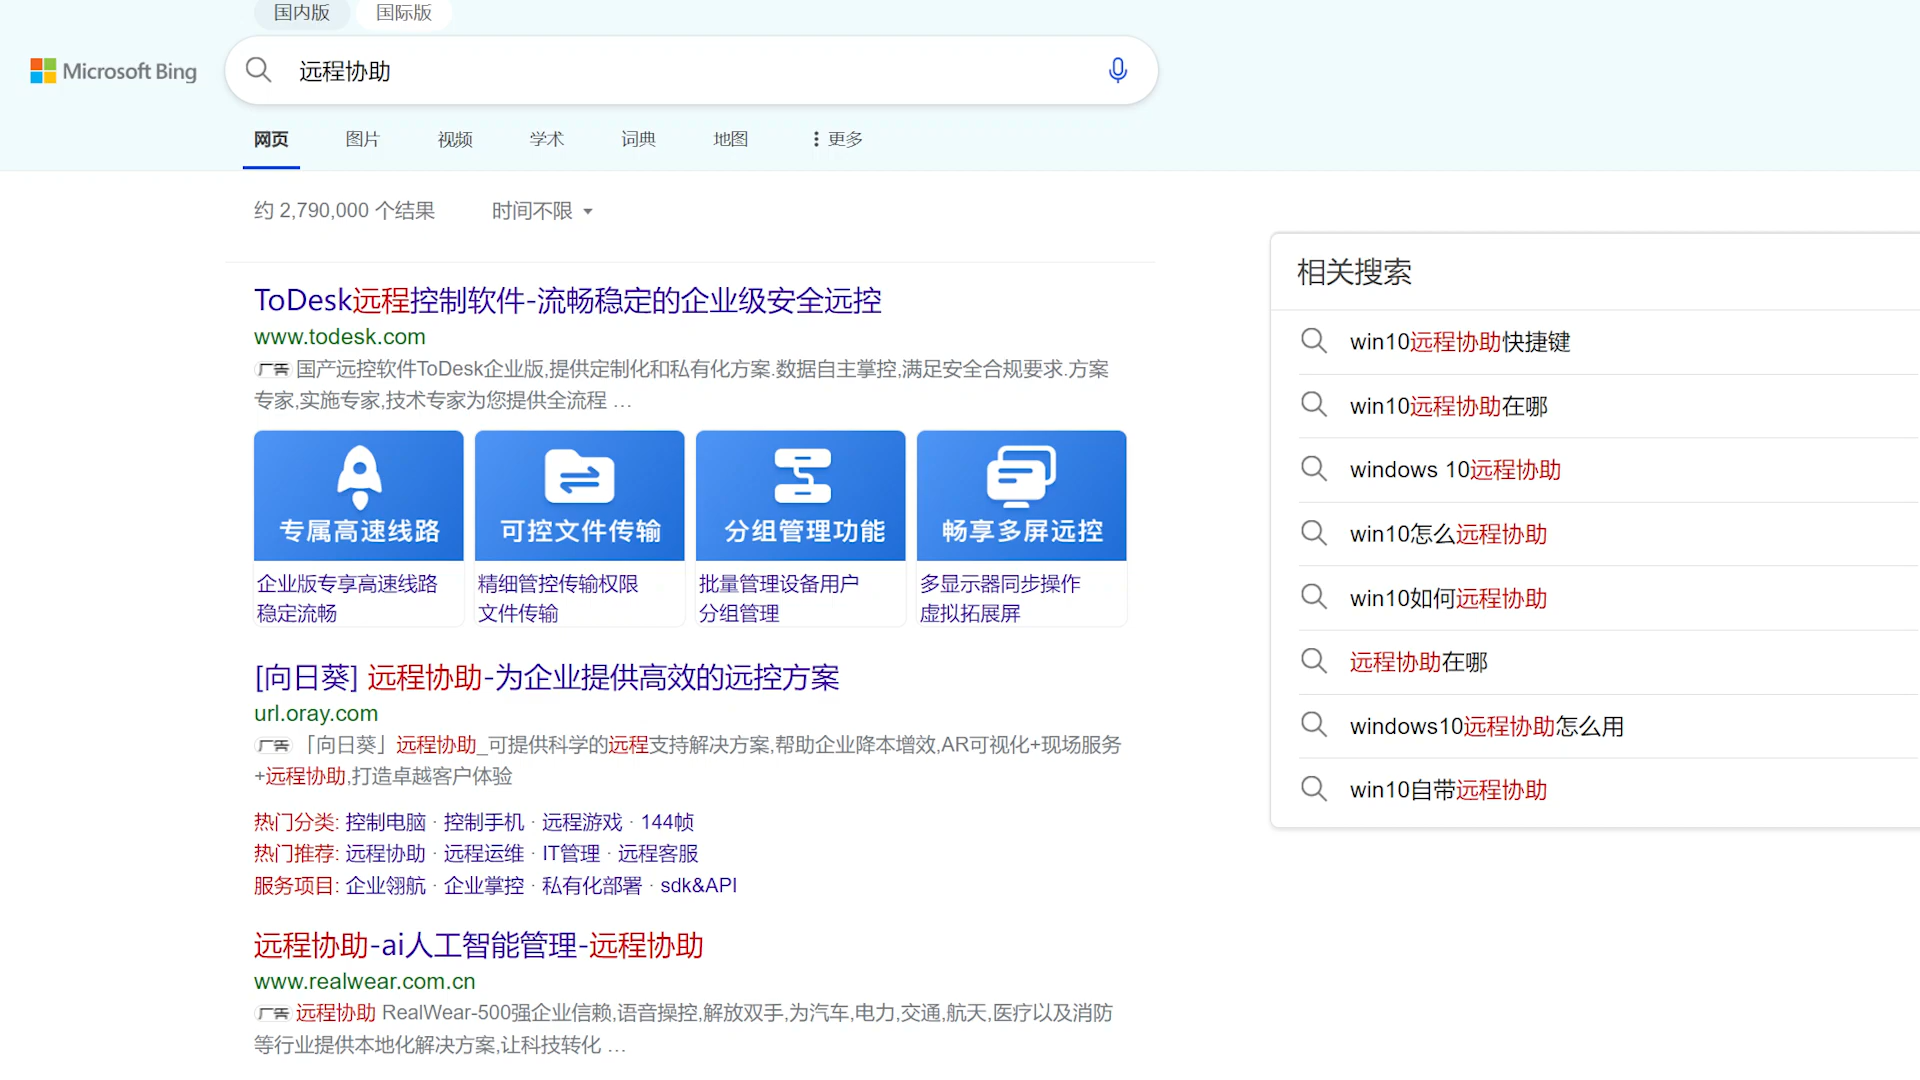 国内版 国际版
Microsoft Bing
远程协助
网页 图片 视频 学术 词典 地图 更多
约 2,790,000 个结果 时间不限
ToDesk远程控制软件-流畅稳定的企业级安全远控
www.todesk.com
广告 国产远控软件ToDesk企业版,提供定制化和私有化方案.数据自主掌控,满足安全合规要求.方案
专家,实施专家,技术专家为您提供全流程 …
专属高速线路 可控文件传输 分组管理功能 畅享多屏远控
企业版专享高速线路 精细管控传输权限 批量管理设备用户 多显示器同步操作
稳定流畅 文件传输 分组管理 虚拟拓展屏
[向日葵] 远程协助-为企业提供高效的远控方案
url.oray.com
广告 「向日葵」远程协助_可提供科学的远程支持解决方案,帮助企业降本增效,AR可视化+现场服务
+远程协助,打造卓越客户体验
热门分类: 控制电脑 · 控制手机 · 远程游戏 · 144帧
热门推荐: 远程协助 · 远程运维 · IT管理 · 远程客服
服务项目: 企业领航 · 企业掌控 · 私有化部署 · sdk&API
远程协助-ai人工智能管理-远程协助
www.realwear.com.cn
广告 远程协助 RealWear-500强企业信赖,语音操控,解放双手,为汽车,电力,交通,航天,医疗以及消防
等行业提供本地化解决方案,让科技转化 …
相关搜索
win10远程协助快捷键
win10远程协助在哪
windows 10远程协助
win10怎么远程协助
win10如何远程协助
远程协助在哪
windows10远程协助怎么用
win10自带远程协助